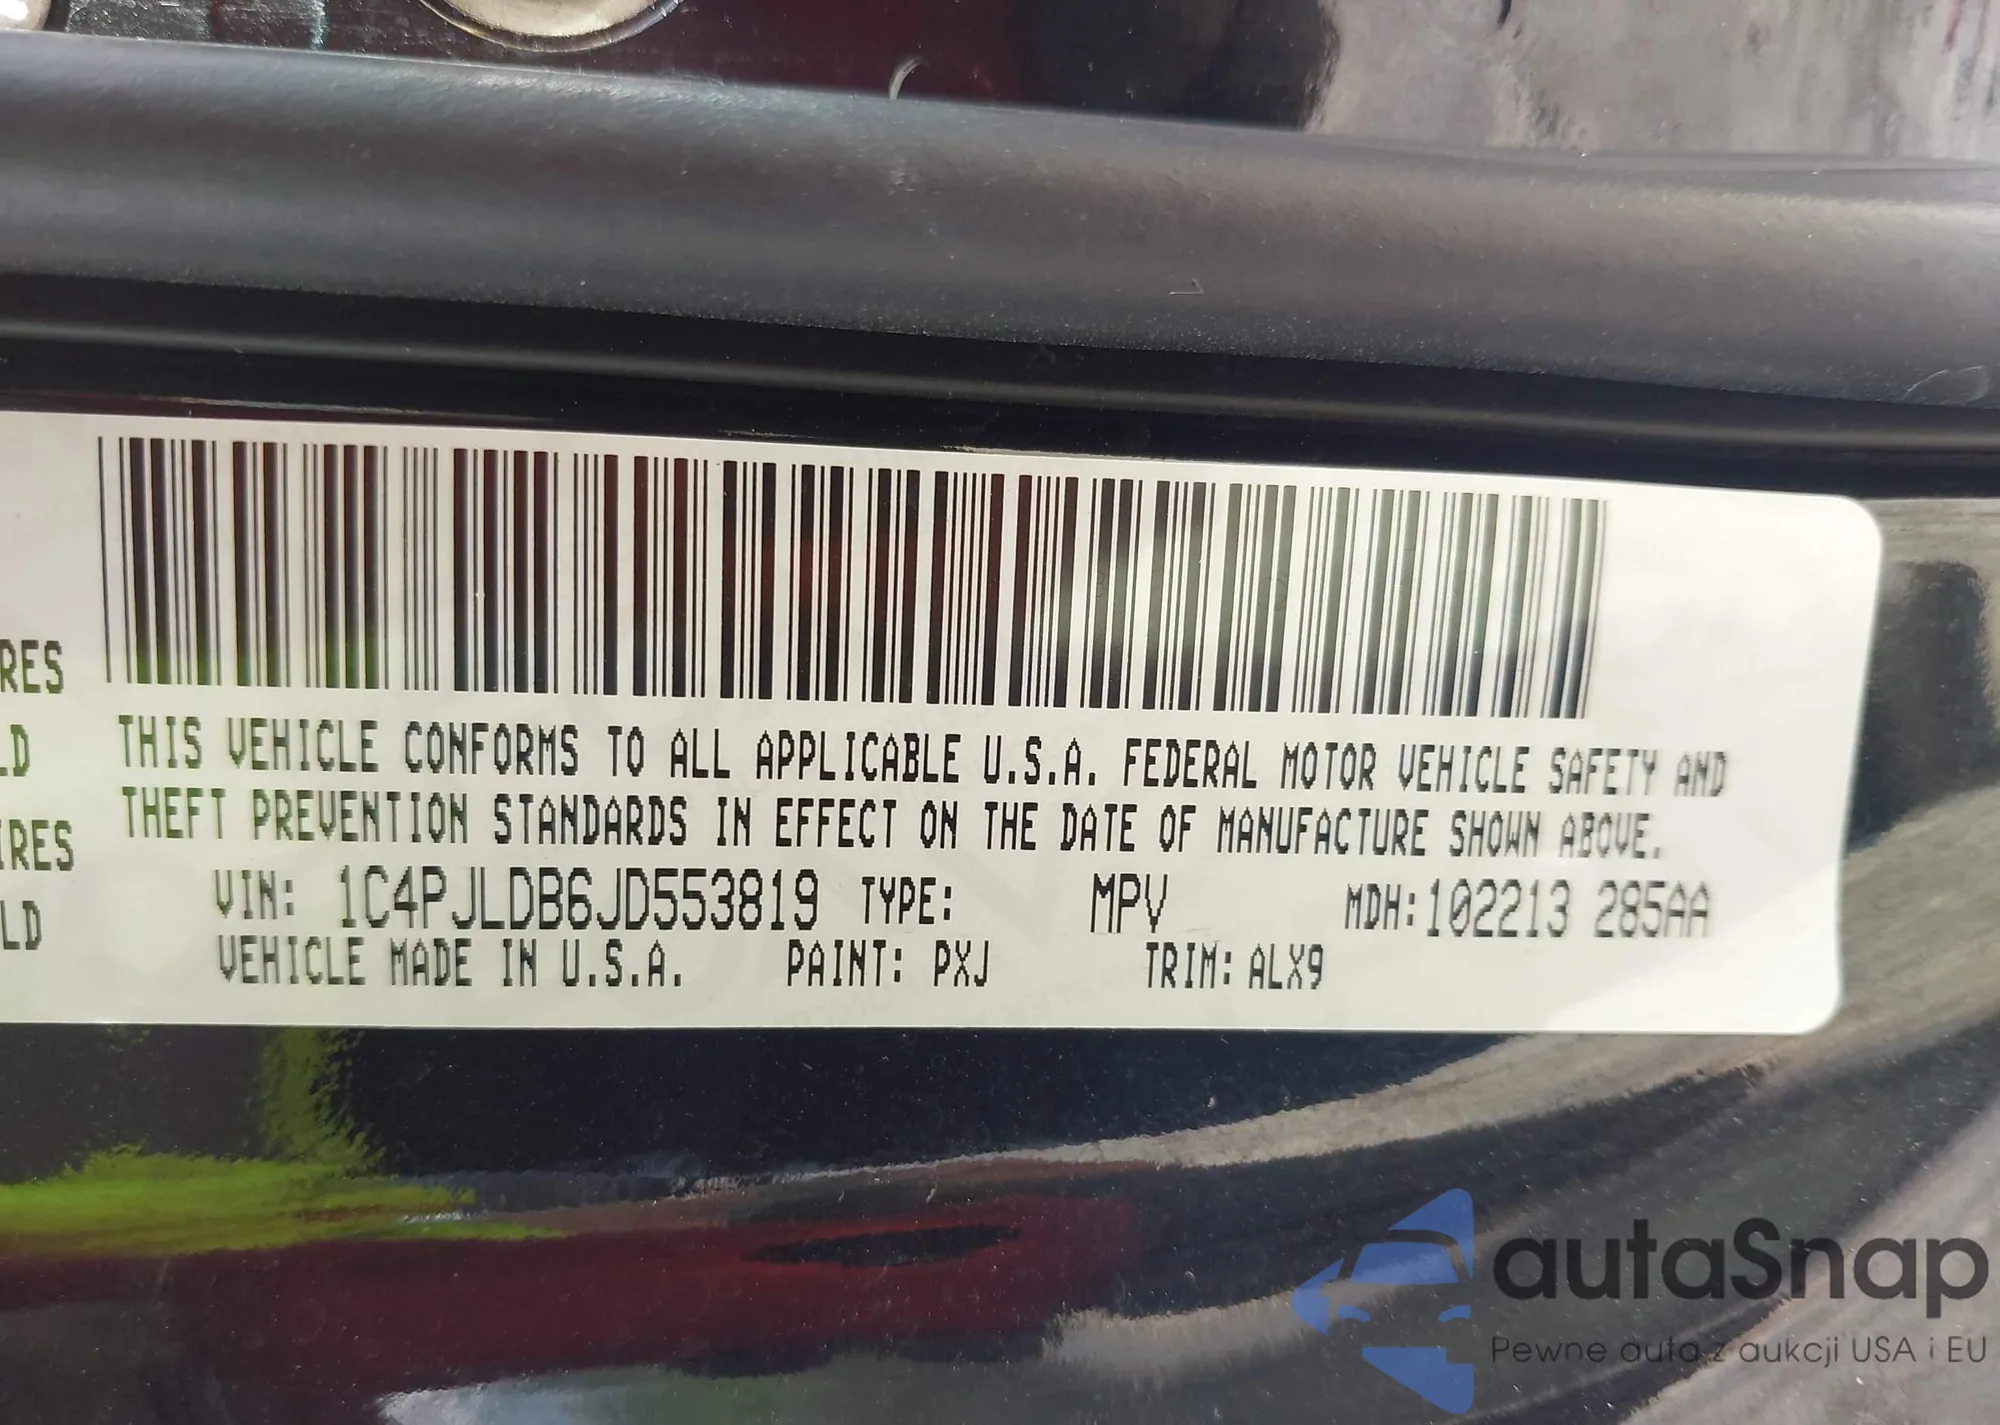 RES
LD
IRES
LD
THIS VEHICLE CONFORMS TO ALL APPLICABLE U.S.A. FEDERAL MOTOR VEHICLE SAFETY AND
THEFT PREVENTION STANDARDS IN EFFECT ON THE DATE OF MANUFACTURE SHOWN ABOVE.
VIN: 1C4PJLDB6JD553819 TYPE: MPV MDH:102213 285AA
VEHICLE MADE IN U.S.A. PAINT: PXJ TRIM: ALX9
autaSnap
Pewne auta z aukcji USA i EU